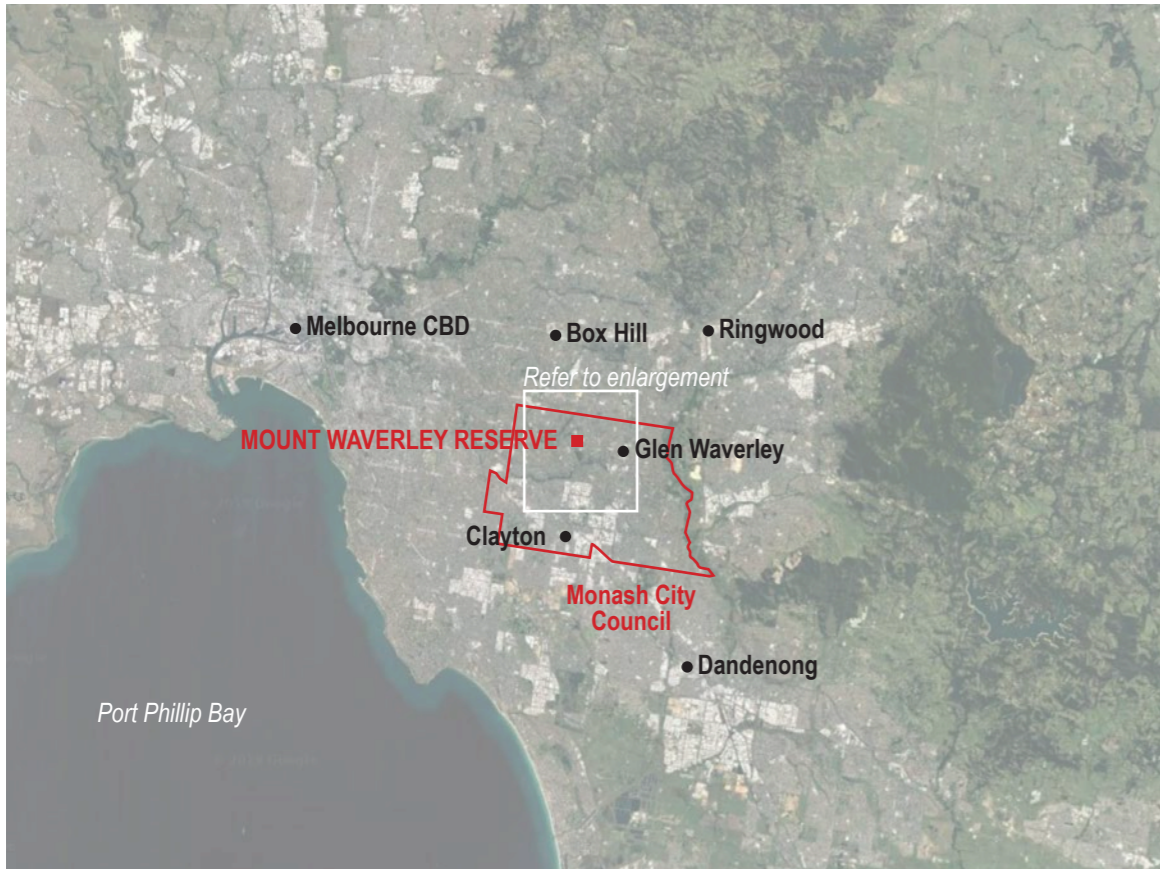 Melbourne CBD
Box Hill
Ringwood
Refer to enlargement
MOUNT WAVERLEY RESERVE
Glen Waverley
Clayton
Monash City
Council
Dandenong
Port Phillip Bay